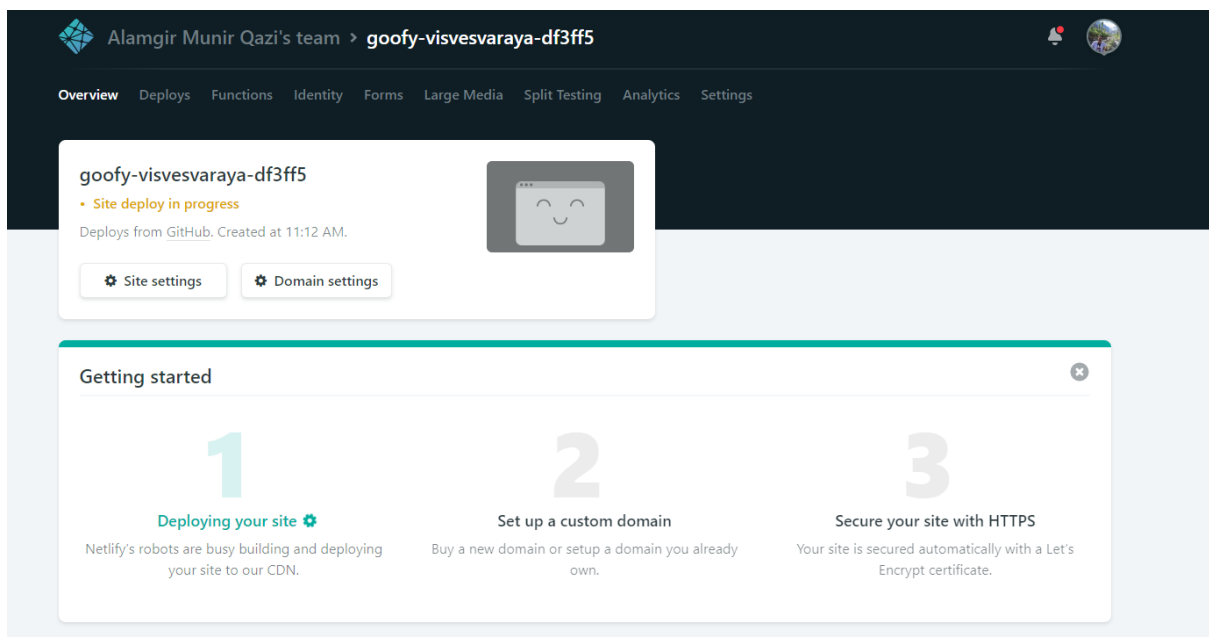 Alamgir Munir Qazi's team > goofy-visvesvaraya-df3ff5
Overview Deploys Functions Identity Forms Large Media Split Testing Analytics Settings
goofy-visvesvaraya-df3ff5
• Site deploy in progress
Deploys from GitHub. Created at 11:12 AM.
Site settings Domain settings
Getting started
1 2 3
Deploying your site Set up a custom domain Secure your site with HTTPS
Netlify's robots are busy building and deploying Buy a new domain or setup a domain you already Your site is secured automatically with a Let's
your site to our CDN. own. Encrypt certificate.